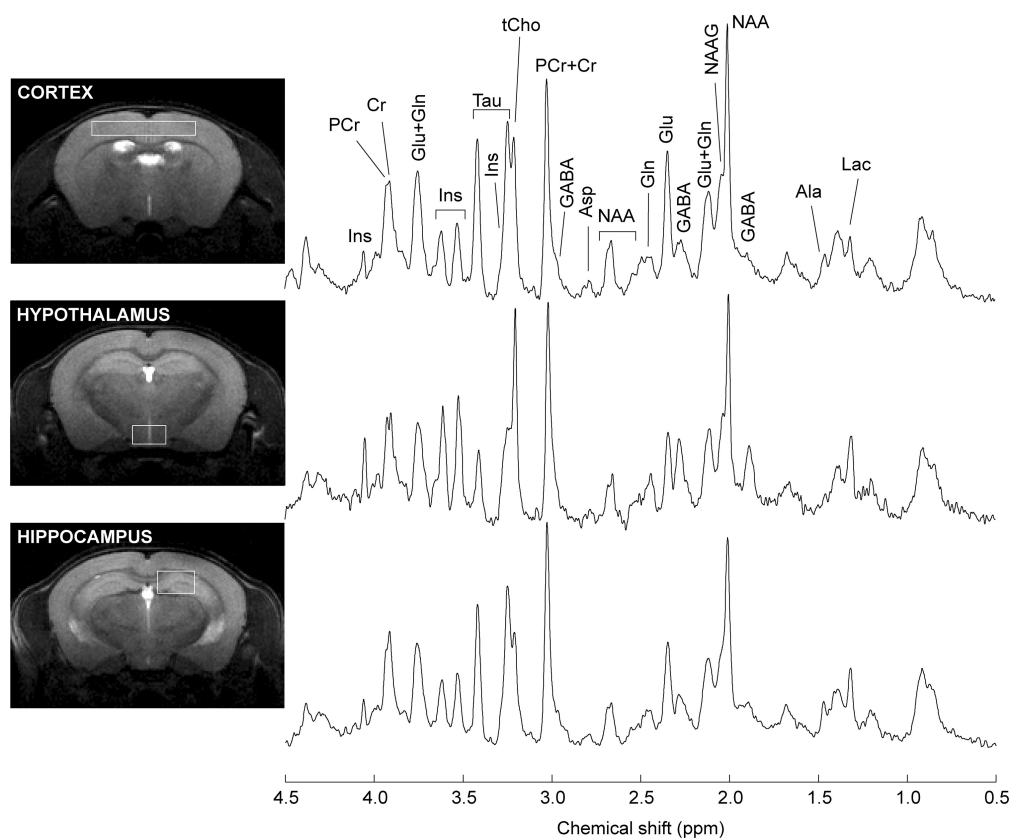 CORTEX
HYPOTHALAMUS
HIPPOCAMPUS
Ins
PCr
Cr
Glu+Gln
Ins
Tau
Ins
tCho
PCr+Cr
GABA
Asp
NAA
Gln
Glu
GABA
Glu+Gln
NAAG
NAA
GABA
Ala
Lac
4.5 4.0 3.5 3.0 2.5 2.0 1.5 1.0 0.5
Chemical shift (ppm)